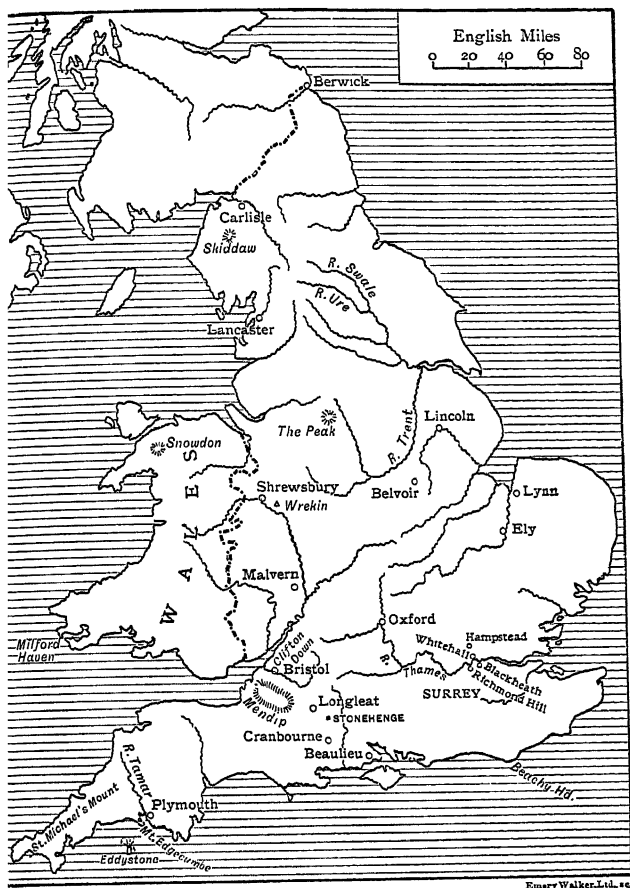 English Miles
0 20 40 60 80
Berwick
Carlisle
Skiddaw
R. Swale
R. Ure
Lancaster
Lincoln
The Peak
R. Trent
Snowdon
Shrewsbury
Wrekin
Belvoir
Lynn
Ely
WALES
Malvern
Oxford
Hampstead
Whitehall
Blackheath
Richmond Hill
Milford
Haven
Clifton
Down
Bristol
R. Thames
SURREY
Mendip
Longleat
STONEHENGE
Cranbourne
Beaulieu
Beachy Hd.
R. Tamar
Plymouth
St. Michael's Mount
Mt. Edgecumbe
Eddystone
Emery Walker Ltd. sc.